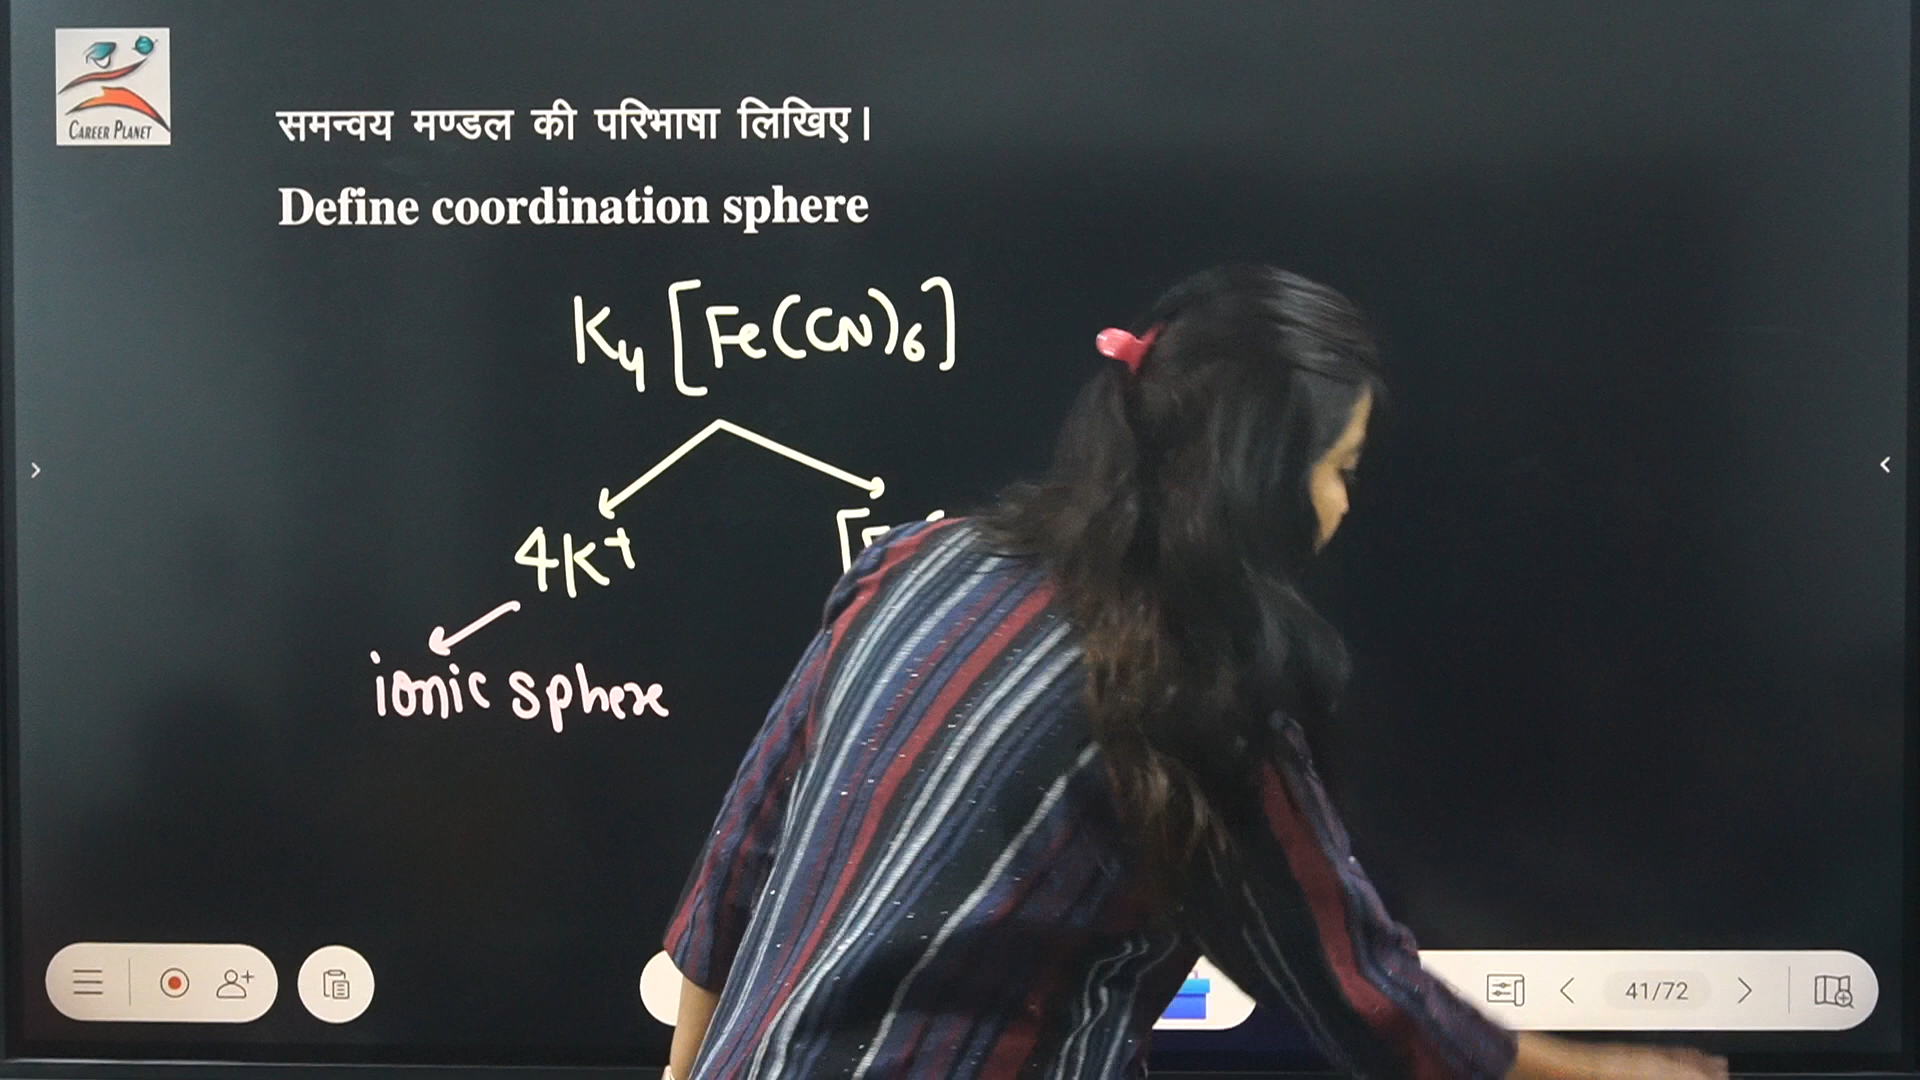 CAREER PLANET
समन्वय मण्डल की परिभाषा लिखिए।
Define coordination sphere
K4 [Fe(CN)6]
4K+
ionic sphere
41/72